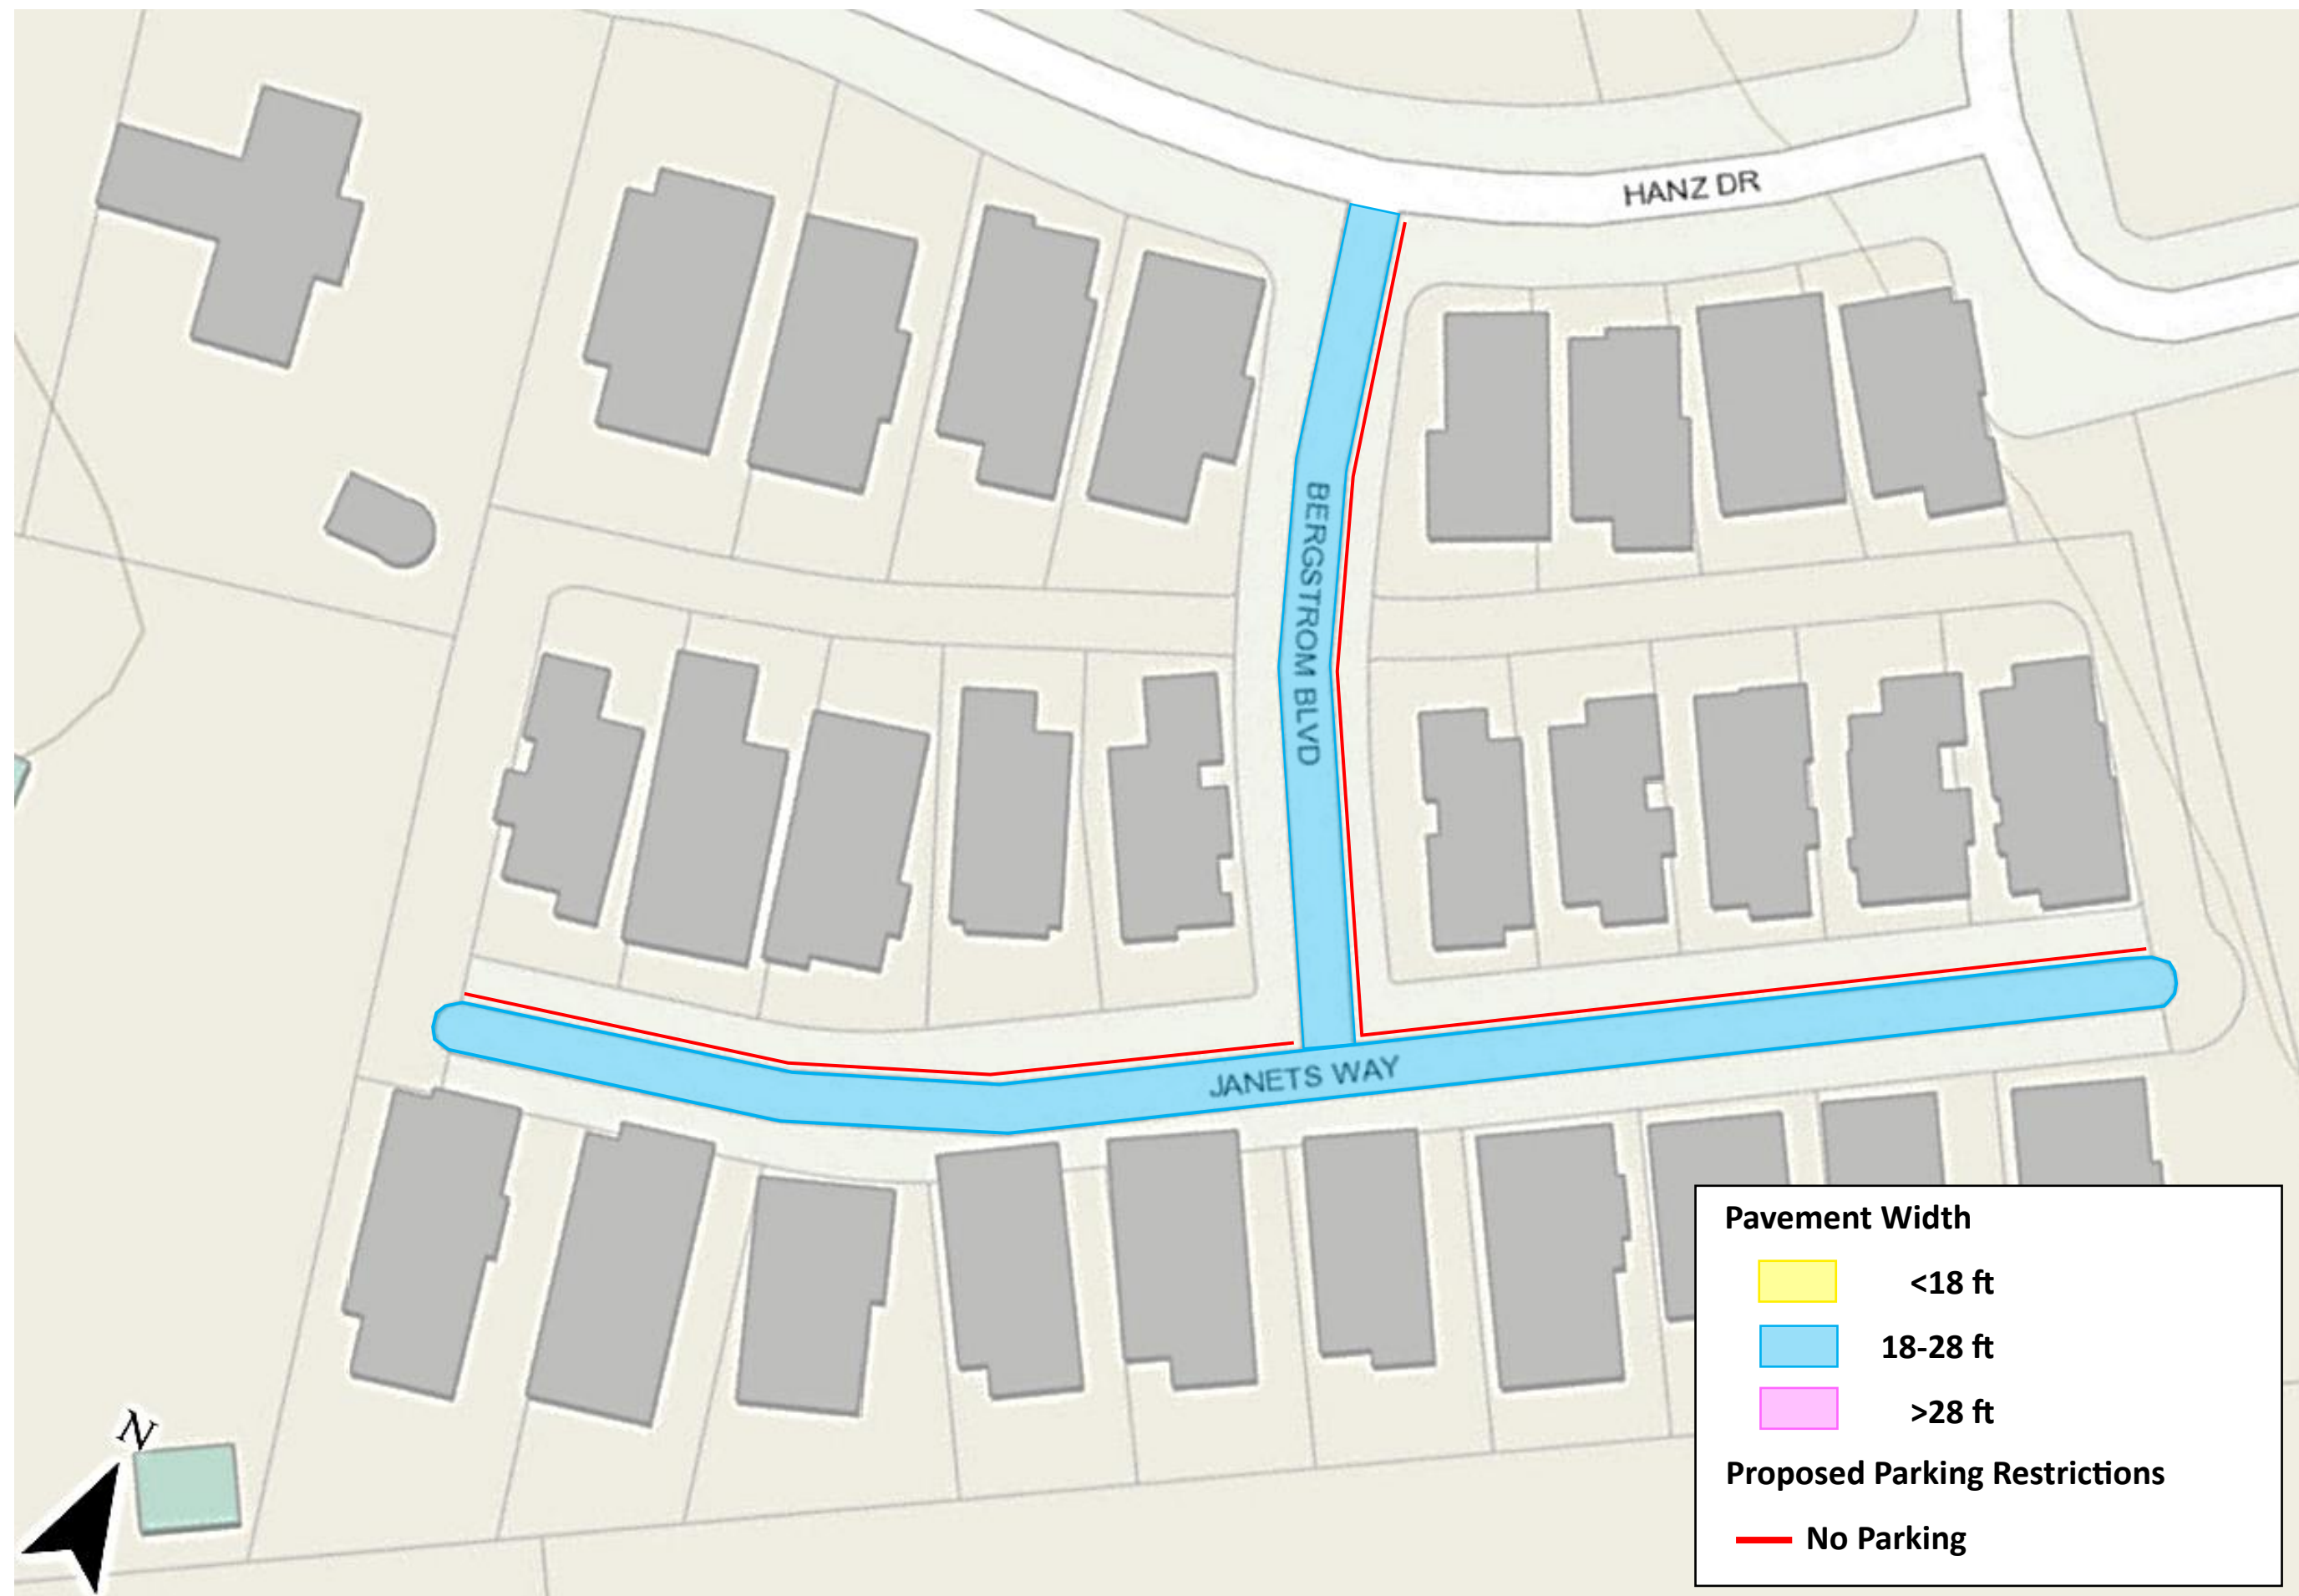 HANZ DR
BERGSTROM BLVD
JANETS WAY
N
Pavement Width
<18 ft
18-28 ft
>28 ft
Proposed Parking Restrictions
No Parking